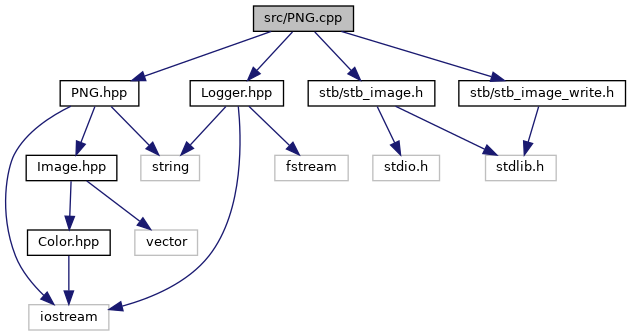 src/PNG.cpp
PNG.hpp
Logger.hpp
stb/stb_image.h
stb/stb_image_write.h
Image.hpp
string
fstream
stdio.h
stdlib.h
Color.hpp
vector
iostream